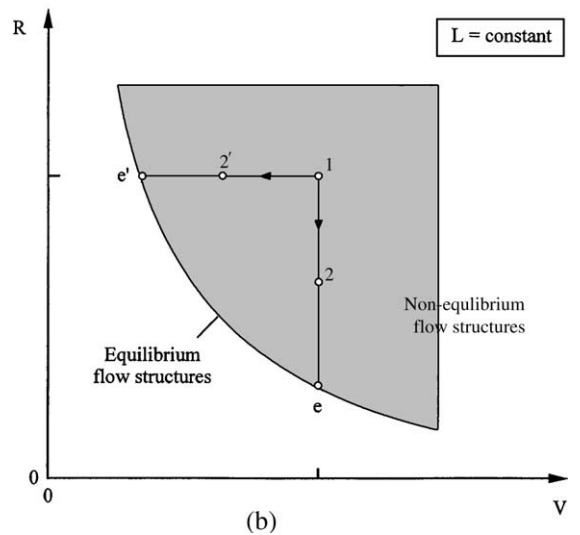 R
L = constant
e'
2'
1
2
Non-equlibrium
flow structures
Equilibrium
flow structures
e
0
0
V
(b)